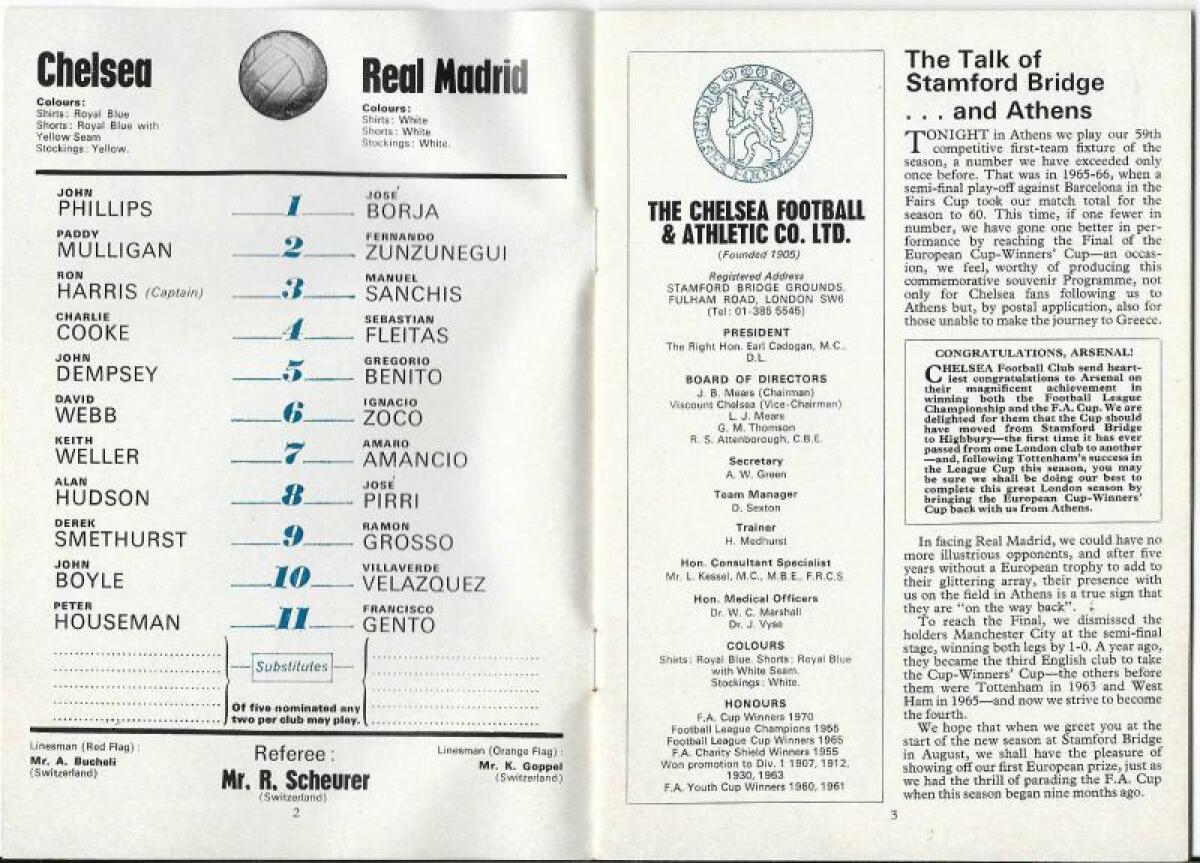 Chelsea
Colours:
Shirts: Royal Blue
Shorts: Royal Blue with
Yellow Seam
Stockings: Yellow.
Real Madrid
Colours:
Shirts: White
Shorts: White
Stockings: White.
JOHN
PHILLIPS 1 JOSÉ
BORJA
PADDY
MULLIGAN 2 FERNANDO
ZUNZUNEGUI
RON
HARRIS (Captain) 3 MANUEL
SANCHIS
CHARLIE
COOKE 4 SEBASTIAN
FLEITAS
JOHN
DEMPSEY 5 GREGORIO
BENITO
DAVID
WEBB 6 IGNACIO
ZOCO
KEITH
WELLER 7 AMARO
AMANCIO
ALAN
HUDSON 8 JOSÉ
PIRRI
DEREK
SMETHURST 9 RAMON
GROSSO
JOHN
BOYLE 10 VILLAVERDE
VELAZQUEZ
PETER
HOUSEMAN 11 FRANCISCO
GENTO
Substitutes
Of five nominated any
two per club may play.
Linesman (Red Flag):
Mr. A. Bucheli
(Switzerland)
Referee:
Mr. R. Scheurer
(Switzerland)
Linesman (Orange Flag):
Mr. K. Goppel
(Switzerland)
2
THE CHELSEA FOOTBALL
& ATHLETIC CO. LTD.
(Founded 1905)
Registered Address
STAMFORD BRIDGE GROUNDS,
FULHAM ROAD, LONDON SW6
(Tel: 01-385 5545)
PRESIDENT
The Right Hon. Earl Cadogan, M.C.,
D.L.
BOARD OF DIRECTORS
J. B. Mears (Chairman)
Viscount Chelsea (Vice-Chairman)
L. J. Mears
G. M. Thomson
R. S. Attenborough, C.B.E.
Secretary
A. W. Green
Team Manager
D. Sexton
Trainer
H. Medhurst
Hon. Consultant Specialist
Mr. L. Kessel, M.C., M.B.E., F.R.C.S.
Hon. Medical Officers
Dr. W. C. Marshall
Dr. J. Vyse
COLOURS
Shirts: Royal Blue. Shorts: Royal Blue
with White Seam.
Stockings: White.
HONOURS
F.A. Cup Winners 1970
Football League Champions 1955
Football League Cup Winners 1965
F.A. Charity Shield Winners 1955
Won promotion to Div. 1 1907, 1912,
1930, 1963
F.A. Youth Cup Winners 1960, 1961
The Talk of
Stamford Bridge
. . . and Athens
TONIGHT in Athens we play our 59th
competitive first-team fixture of the
season, a number we have exceeded only
once before. That was in 1965-66, when a
semi-final play-off against Barcelona in the
Fairs Cup took our match total for the
season to 60. This time, if one fewer in
number, we have gone one better in per-
formance by reaching the Final of the
European Cup-Winners' Cup—an occas-
ion, we feel, worthy of producing this
commemorative souvenir Programme, not
only for Chelsea fans following us to
Athens but, by postal application, also for
those unable to make the journey to Greece.
CONGRATULATIONS, ARSENAL!
CHELSEA Football Club send heart-
iest congratulations to Arsenal on
their magnificent achievement in
winning both the Football League
Championship and the F.A. Cup. We are
delighted for them that the Cup should
have moved from Stamford Bridge
to Highbury—the first time it has ever
passed from one London club to another
—and, following Tottenham's success in
the League Cup this season, you may
be sure we shall be doing our best to
complete this great London season by
bringing the European Cup-Winners'
Cup back with us from Athens.
In facing Real Madrid, we could have no
more illustrious opponents, and after five
years without a European trophy to add to
their glittering array, their presence with
us on the field in Athens is a true sign that
they are "on the way back".
To reach the Final, we dismissed the
holders Manchester City at the semi-final
stage, winning both legs by 1-0. A year ago,
they became the third English club to take
the Cup-Winners' Cup—the others before
them were Tottenham in 1963 and West
Ham in 1965—and now we strive to become
the fourth.
We hope that when we greet you at the
start of the new season at Stamford Bridge
in August, we shall have the pleasure of
showing off our first European prize, just as
we had the thrill of parading the F.A. Cup
when this season began nine months ago.
3